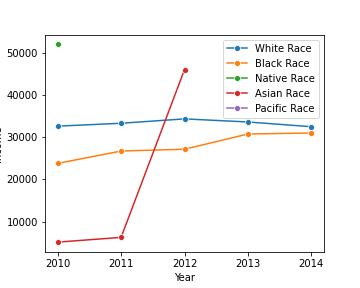 50000
40000
30000
20000
10000
2010 2011 2012 2013 2014
Year
White Race
Black Race
Native Race
Asian Race
Pacific Race